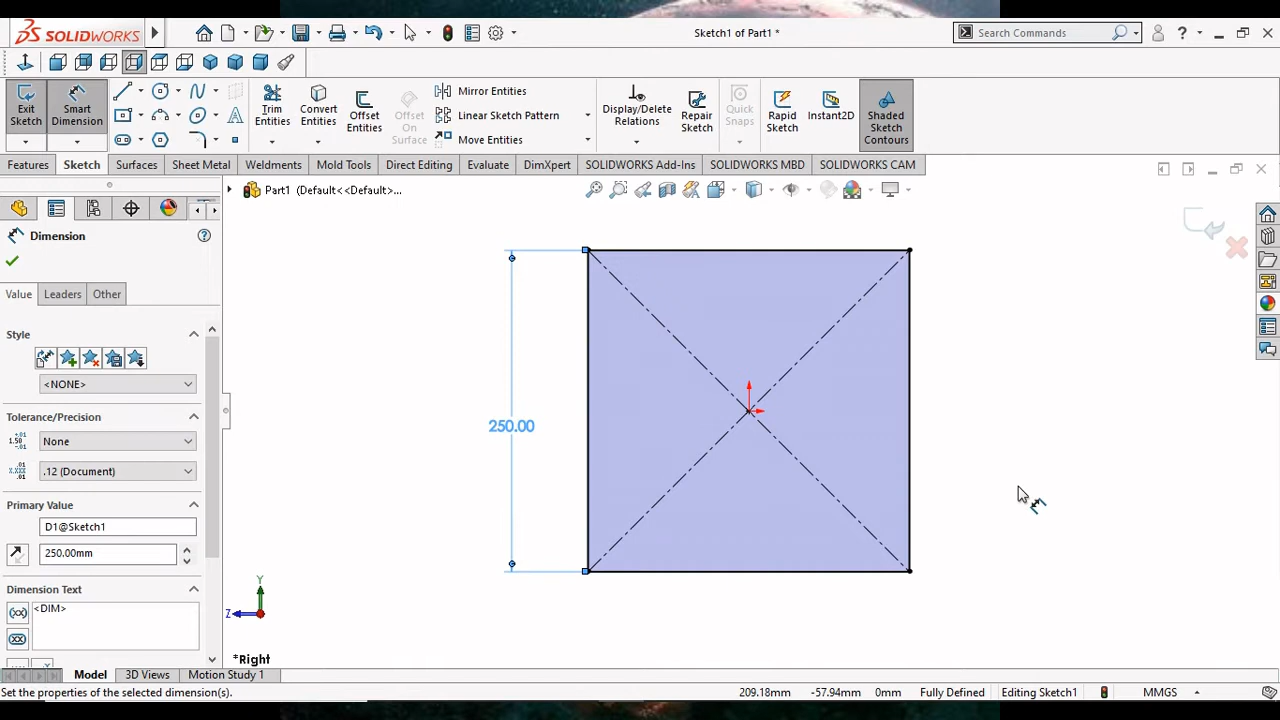 SOLIDWORKS
Sketch1 of Part1 *
Search Commands
?
Exit Sketch
Smart Dimension
Trim Entities
Convert Entities
Offset Entities
Offset On Surface
Mirror Entities
Linear Sketch Pattern
Move Entities
Display/Delete Relations
Repair Sketch
Quick Snaps
Rapid Sketch
Instant2D
Shaded Sketch Contours
Features
Sketch
Surfaces
Sheet Metal
Weldments
Mold Tools
Direct Editing
Evaluate
DimXpert
SOLIDWORKS Add-Ins
SOLIDWORKS MBD
SOLIDWORKS CAM
Part1 (Default<<Default>...
Dimension
?
Value
Leaders
Other
Style
<NONE>
Tolerance/Precision
None
.12 (Document)
Primary Value
D1@Sketch1
250.00mm
Dimension Text
<DIM>
250.00
Y
Z
*Right
Model
3D Views
Motion Study 1
Set the properties of the selected dimension(s).
209.18mm
-57.94mm
0mm
Fully Defined
Editing Sketch1
MMGS